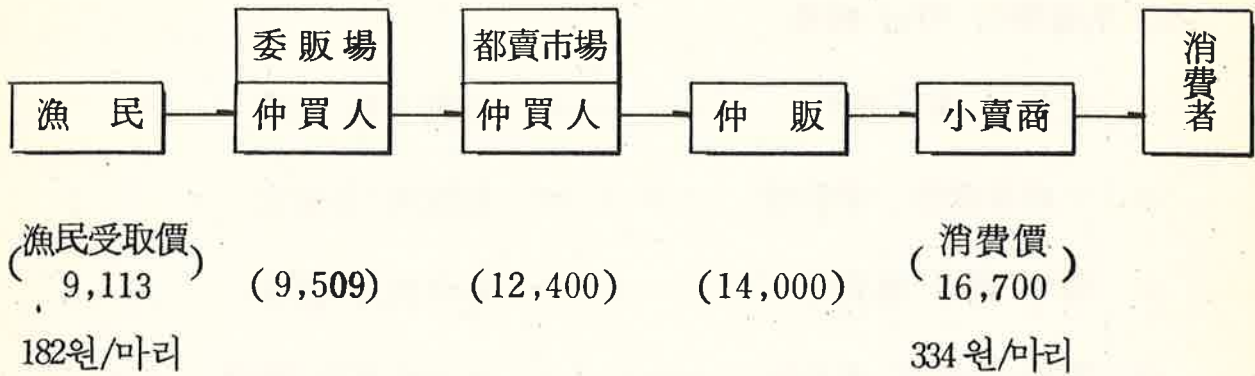 委販場 都賣市場 消費者
漁民 仲買人 仲買人 仲販 小賣商
(漁民受取價 9,113) (9,509) (12,400) (14,000) (消費價 16,700)
182원/마리 334원/마리